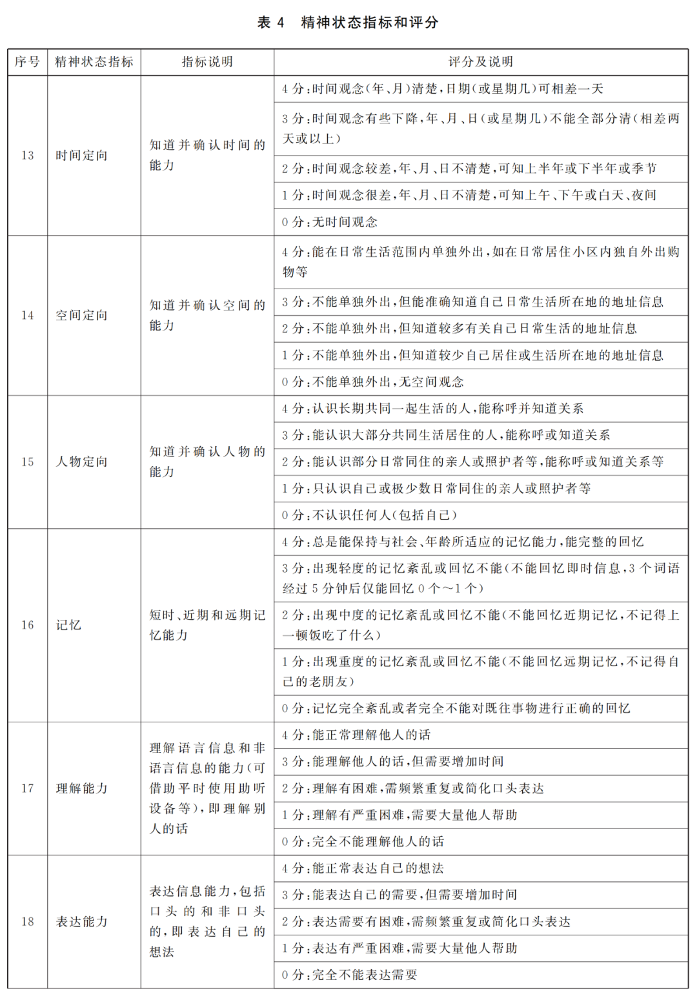 表 4 精神状态指标和评分
序号 精神状态指标 指标说明 评分及说明
13
时间定向
知道并确认时间的
能力
4 分:时间观念(年、月)清楚,日期(或星期几)可相差一天
3 分:时间观念有些下降,年、月、日(或星期几)不能全部分清(相差两
天或以上)
2 分:时间观念较差,年、月、日不清楚,可知上半年或下半年或季节
1 分:时间观念很差,年、月、日不清楚,可知上午、下午或白天、夜间
0 分:无时间观念
14
空间定向
知道并确认空间的
能力
4 分:能在日常生活范围内单独外出,如在日常居住小区内独自外出购
物等
3 分:不能单独外出,但能准确知道自己日常生活所在地的地址信息
2 分:不能单独外出,但知道较多有关自己日常生活的地址信息
1 分:不能单独外出,但知道较少自己居住或生活所在地的地址信息
0 分:不能单独外出,无空间观念
15
人物定向
知道并确认人物的
能力
4 分:认识长期共同一起生活的人,能称呼并知道关系
3 分:能认识大部分共同生活居住的人,能称呼或知道关系
2 分:能认识部分日常同住的亲人或照护者等,能称呼或知道关系等
1 分:只认识自己或极少数日常同住的亲人或照护者等
0 分:不认识任何人(包括自己)
16
记忆
短时、近期和远期记
忆能力
4 分:总是能保持与社会、年龄所适应的记忆能力,能完整的回忆
3 分:出现轻度的记忆紊乱或回忆不能(不能回忆即时信息,3 个词语
经过 5 分钟后仅能回忆 0 个～1 个)
2 分:出现中度的记忆紊乱或回忆不能(不能回忆近期记忆,不记得上
一顿饭吃了什么)
1 分:出现重度的记忆紊乱或回忆不能(不能回忆远期记忆,不记得自
己的老朋友)
0 分:记忆完全紊乱或者完全不能对既往事物进行正确的回忆
17
理解能力
理解语言信息和非
语言信息的能力(可
借助平时使用助听
设备等),即理解别
人的话
4 分:能正常理解他人的话
3 分:能理解他人的话,但需要增加时间
2 分:理解有困难,需频繁重复或简化口头表达
1 分:理解有严重困难,需要大量他人帮助
0 分:完全不能理解他人的话
18
表达能力
表达信息能力,包括
口头的和非口头
的,即表达自己的
想法
4 分:能正常表达自己的想法
3 分:能表达自己的需要,但需要增加时间
2 分:表达需要有困难,需频繁重复或简化口头表达
1 分:表达有严重困难,需要大量他人帮助
0 分:完全不能表达需要